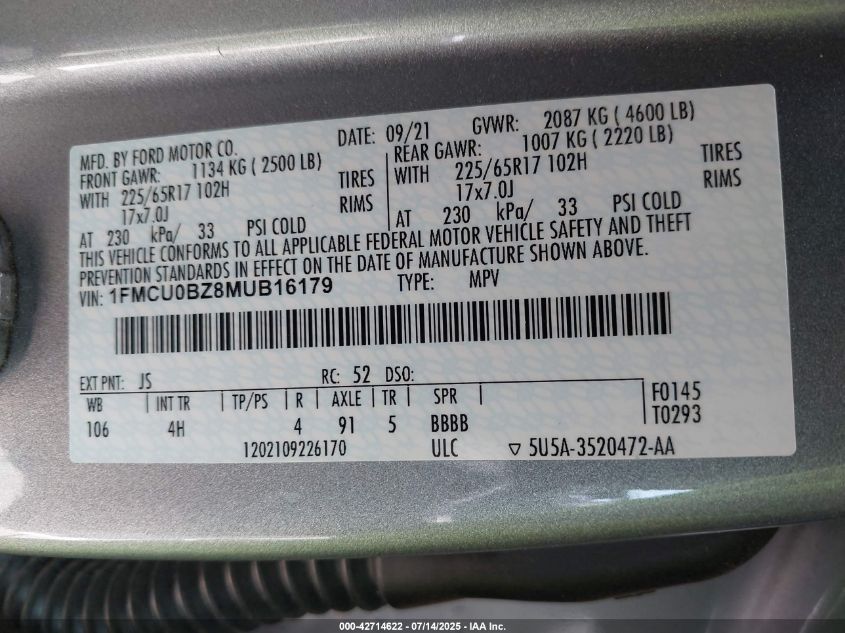 MFD. BY FORD MOTOR CO. DATE: 09/21 GVWR: 2087 KG ( 4600 LB)
FRONT GAWR: 1134 KG ( 2500 LB) REAR GAWR: 1007 KG ( 2220 LB)
WITH 225/65R17 102H TIRES WITH 225/65R17 102H TIRES
17x7.0J RIMS 17x7.0J RIMS
AT 230 kPa/ 33 PSI COLD AT 230 kPa/ 33 PSI COLD
THIS VEHICLE CONFORMS TO ALL APPLICABLE FEDERAL MOTOR VEHICLE SAFETY AND THEFT
PREVENTION STANDARDS IN EFFECT ON THE DATE OF MANUFACTURE SHOWN ABOVE.
VIN: 1FMCU0BZ8MUB16179 TYPE: MPV
EXT PNT: JS RC: 52 DSO:
WB INT TR TP/PS R AXLE TR SPR F0145
106 4H 4 91 5 BBBB T0293
1202109226170 ULC ▽ 5U5A-3520472-AA
000-42714622 - 07/14/2025 - IAA Inc.